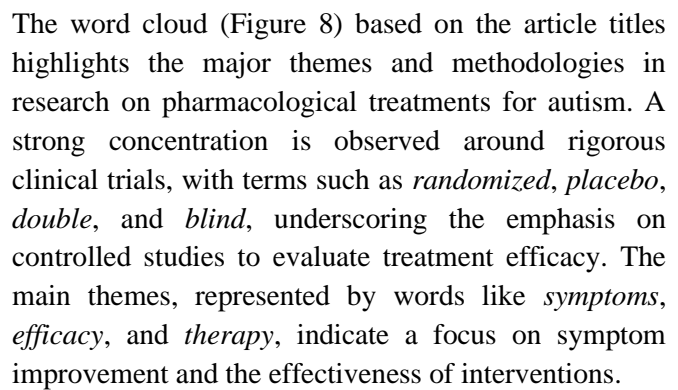 The word cloud (Figure 8) based on the article titles
highlights the major themes and methodologies in
research on pharmacological treatments for autism. A
strong concentration is observed around rigorous
clinical trials, with terms such as randomized, placebo,
double, and blind, underscoring the emphasis on
controlled studies to evaluate treatment efficacy. The
main themes, represented by words like symptoms,
efficacy, and therapy, indicate a focus on symptom
improvement and the effectiveness of interventions.